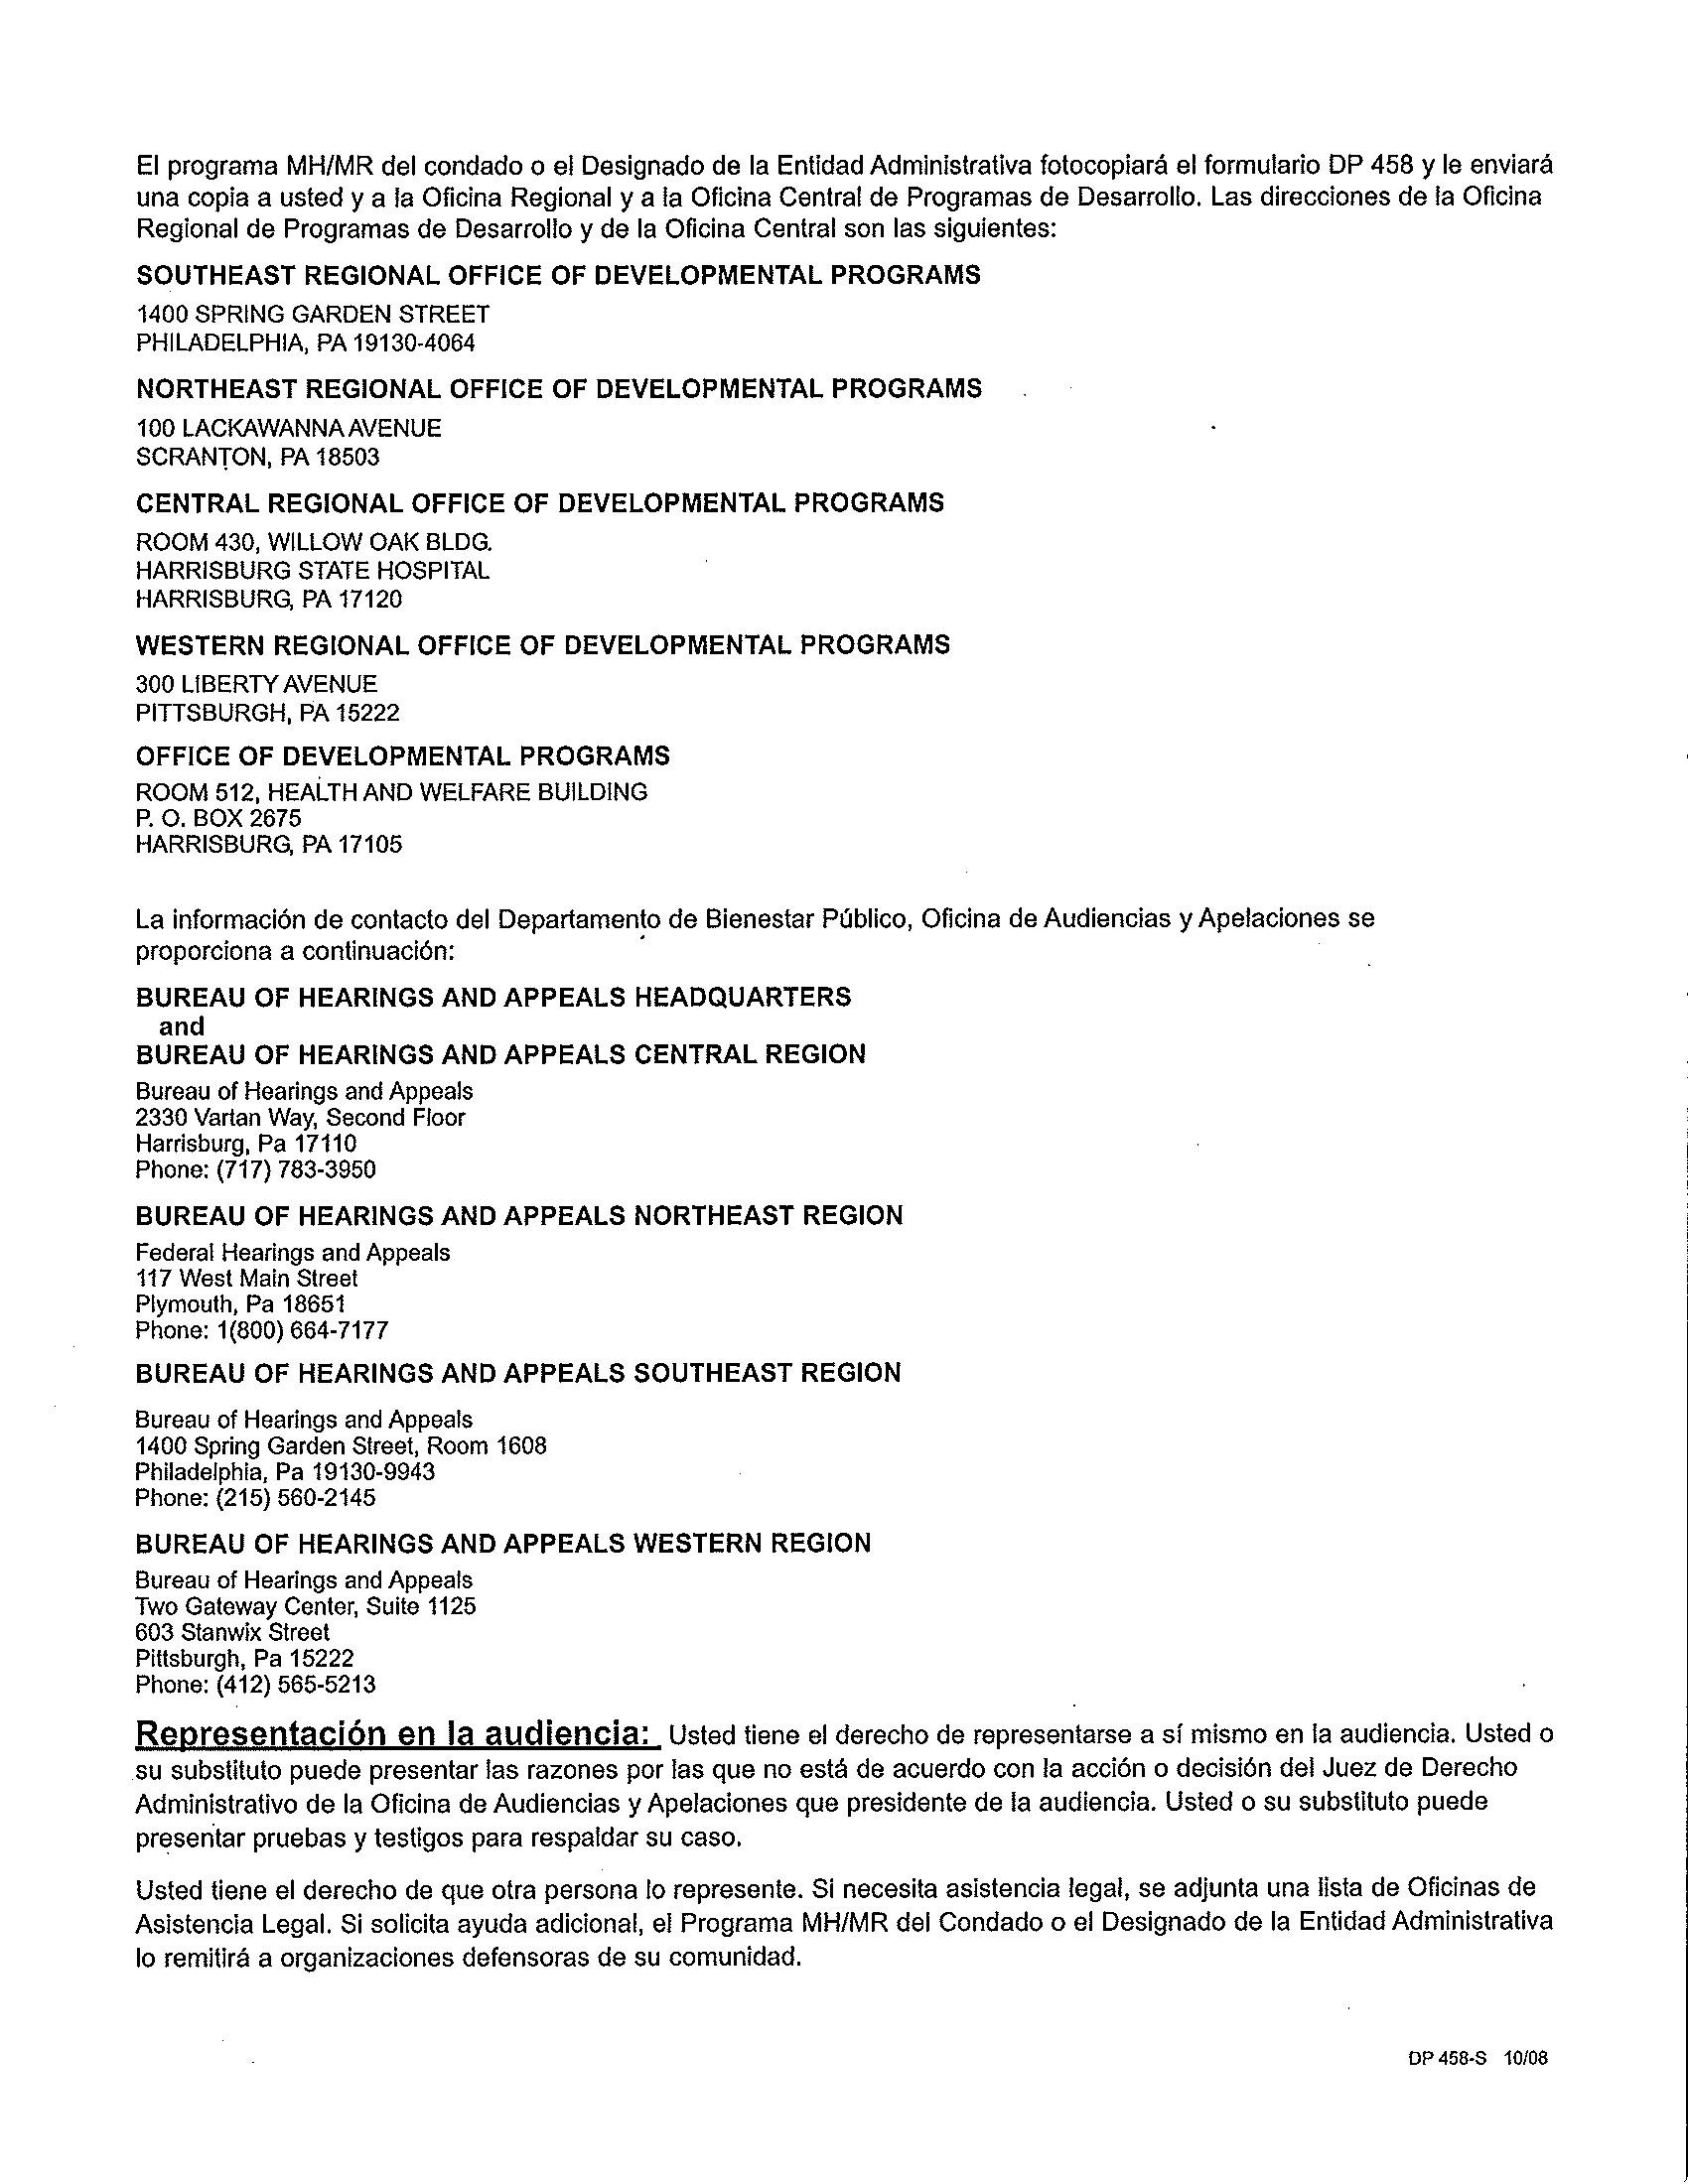 El programa MH/MR del condado o el Designado de la Entidad Administrativa fotocopiará el formulario DP 458 y le enviará
una copia a usted y a la Oficina Regional y a la Oficina Central de Programas de Desarrollo. Las direcciones de la Oficina
Regional de Programas de Desarrollo y de la Oficina Central son las siguientes:
SOUTHEAST REGIONAL OFFICE OF DEVELOPMENTAL PROGRAMS
1400 SPRING GARDEN STREET
PHILADELPHIA, PA 19130-4064
NORTHEAST REGIONAL OFFICE OF DEVELOPMENTAL PROGRAMS
100 LACKAWANNA AVENUE
SCRANTON, PA 18503
CENTRAL REGIONAL OFFICE OF DEVELOPMENTAL PROGRAMS
ROOM 430, WILLOW OAK BLDG.
HARRISBURG STATE HOSPITAL
HARRISBURG, PA 17120
WESTERN REGIONAL OFFICE OF DEVELOPMENTAL PROGRAMS
300 LIBERTY AVENUE
PITTSBURGH, PA 15222
OFFICE OF DEVELOPMENTAL PROGRAMS
ROOM 512, HEALTH AND WELFARE BUILDING
P. O. BOX 2675
HARRISBURG, PA 17105
La información de contacto del Departamento de Bienestar Público, Oficina de Audiencias y Apelaciones se
proporciona a continuación:
BUREAU OF HEARINGS AND APPEALS HEADQUARTERS
and
BUREAU OF HEARINGS AND APPEALS CENTRAL REGION
Bureau of Hearings and Appeals
2330 Vartan Way, Second Floor
Harrisburg, Pa 17110
Phone: (717) 783-3950
BUREAU OF HEARINGS AND APPEALS NORTHEAST REGION
Federal Hearings and Appeals
117 West Main Street
Plymouth, Pa 18651
Phone: 1(800) 664-7177
BUREAU OF HEARINGS AND APPEALS SOUTHEAST REGION
Bureau of Hearings and Appeals
1400 Spring Garden Street, Room 1608
Philadelphia, Pa 19130-9943
Phone: (215) 560-2145
BUREAU OF HEARINGS AND APPEALS WESTERN REGION
Bureau of Hearings and Appeals
Two Gateway Center, Suite 1125
603 Stanwix Street
Pittsburgh, Pa 15222
Phone: (412) 565-5213
Representación en la audiencia: Usted tiene el derecho de representarse a sí mismo en la audiencia. Usted o
su substituto puede presentar las razones por las que no está de acuerdo con la acción o decisión del Juez de Derecho
Administrativo de la Oficina de Audiencias y Apelaciones que presidente de la audiencia. Usted o su substituto puede
presentar pruebas y testigos para respaldar su caso.
Usted tiene el derecho de que otra persona lo represente. Si necesita asistencia legal, se adjunta una lista de Oficinas de
Asistencia Legal. Si solicita ayuda adicional, el Programa MH/MR del Condado o el Designado de la Entidad Administrativa
lo remitirá a organizaciones defensoras de su comunidad.
DP 458-S 10/08